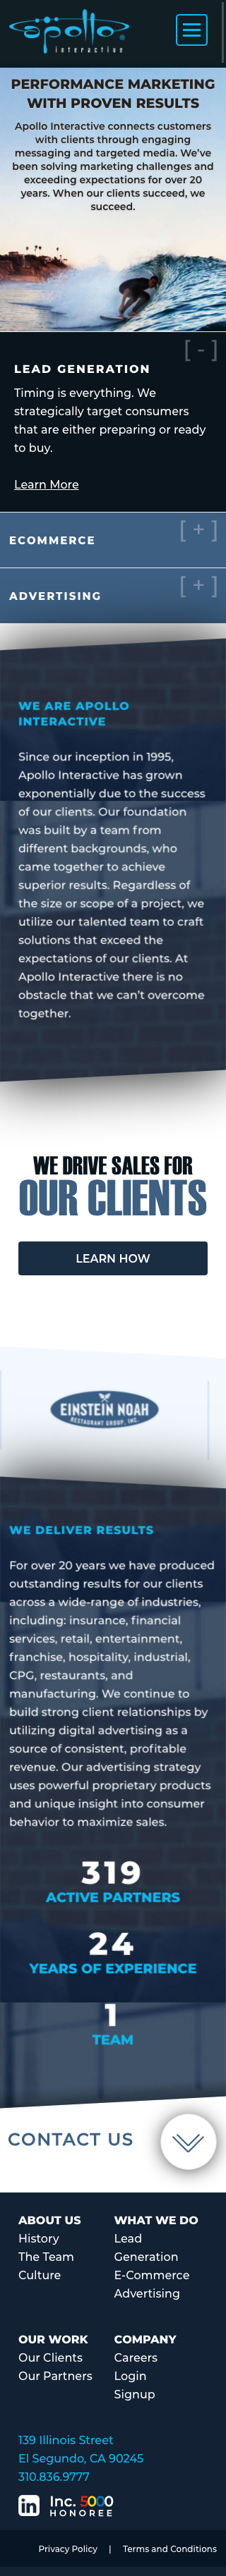 apollo
interactive
PERFORMANCE MARKETING
WITH PROVEN RESULTS
Apollo Interactive connects customers
with clients through engaging
messaging and targeted media. We've
been solving marketing challenges and
exceeding expectations for over 20
years. When our clients succeed, we
succeed.
[ - ]
LEAD GENERATION
Timing is everything. We
strategically target consumers
that are either preparing or ready
to buy.
Learn More
[ + ]
ECOMMERCE
[ + ]
ADVERTISING
WE ARE APOLLO
INTERACTIVE
Since our inception in 1995,
Apollo Interactive has grown
exponentially due to the success
of our clients. Our foundation
was built by a team from
different backgrounds, who
came together to achieve
superior results. Regardless of
the size or scope of a project, we
utilize our talented team to craft
solutions that exceed the
expectations of our clients. At
Apollo Interactive there is no
obstacle that we can't overcome
together.
WE DRIVE SALES FOR
OUR CLIENTS
LEARN HOW
EINSTEIN NOAH
RESTAURANT GROUP, INC.
WE DELIVER RESULTS
For over 20 years we have produced
outstanding results for our clients
across a wide-range of industries,
including: insurance, financial
services, retail, entertainment,
franchise, hospitality, industrial,
CPG, restaurants, and
manufacturing. We continue to
build strong client relationships by
utilizing digital advertising as a
source of consistent, profitable
revenue. Our advertising strategy
uses powerful proprietary products
and unique insight into consumer
behavior to maximize sales.
319
ACTIVE PARTNERS
24
YEARS OF EXPERIENCE
1
TEAM
CONTACT US
ABOUT US
History
The Team
Culture
WHAT WE DO
Lead
Generation
E-Commerce
Advertising
OUR WORK
Our Clients
Our Partners
COMPANY
Careers
Login
Signup
139 Illinois Street
El Segundo, CA 90245
310.836.9777
in
Inc. 5000
HONOREE
Privacy Policy | Terms and Conditions